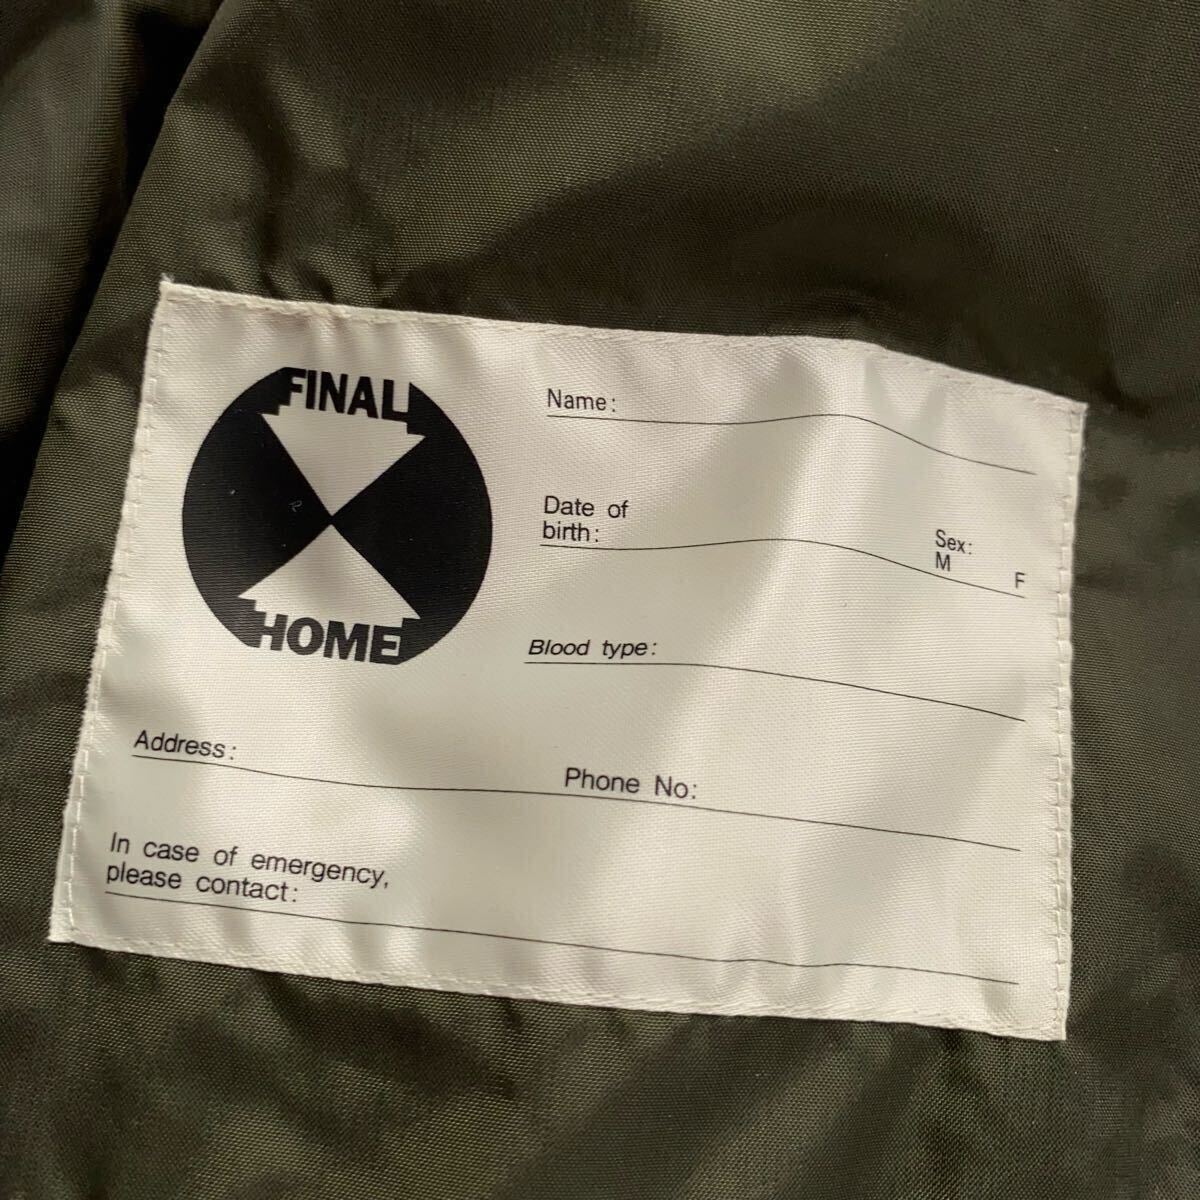 FINAL
HOME
Name:
Date of
birth:
Sex:
M F
Blood type:
Address:
Phone No:
In case of emergency,
please contact: